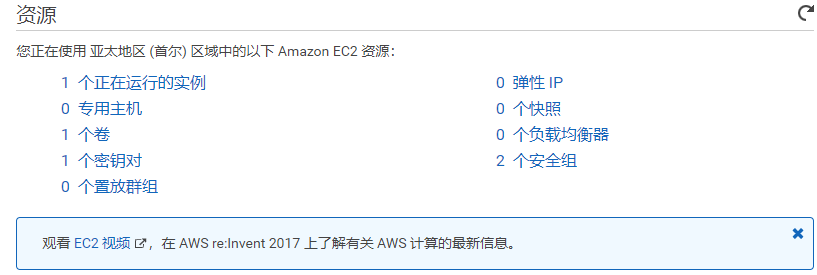 资源
您正在使用 亚太地区 (首尔) 区域中的以下 Amazon EC2 资源：
1 个正在运行的实例
0 弹性 IP
0 专用主机
0 个快照
1 个卷
0 个负载均衡器
1 个密钥对
2 个安全组
0 个置放群组
观看 EC2 视频，在 AWS re:Invent 2017 上了解有关 AWS 计算的最新信息。